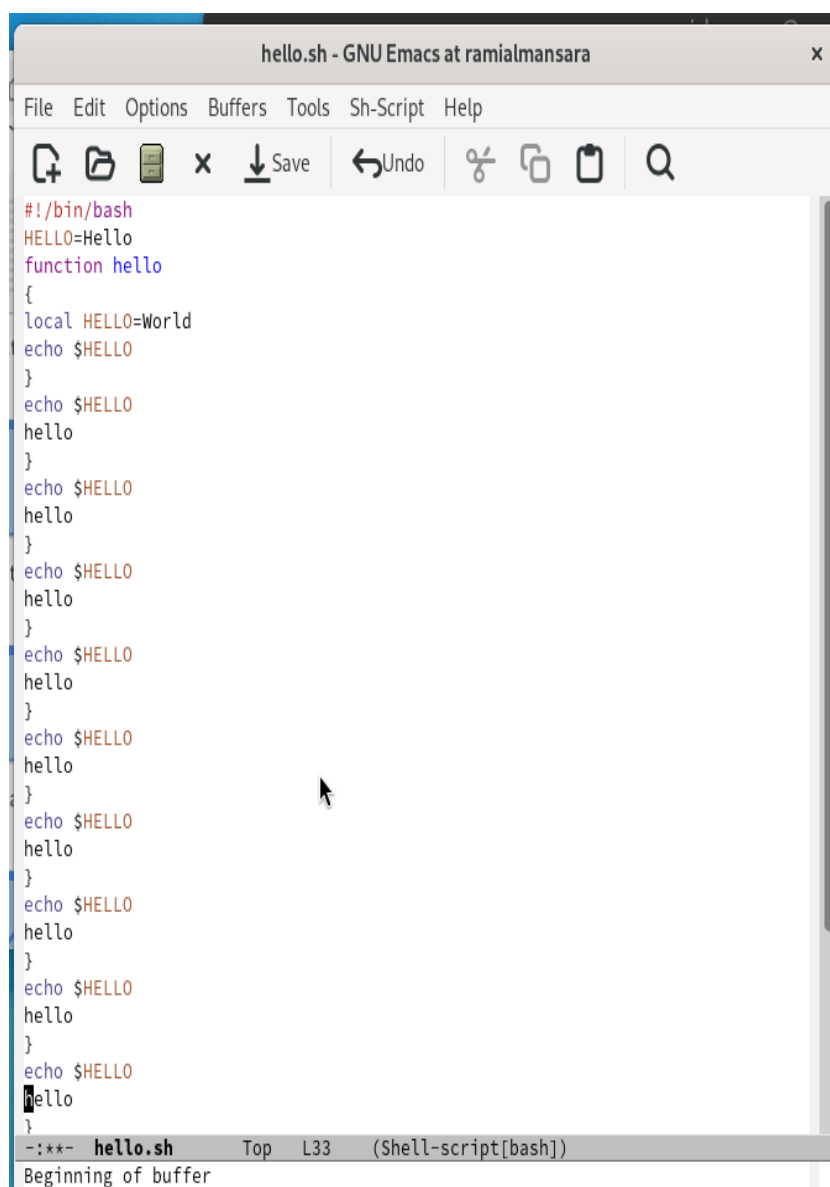 hello.sh - GNU Emacs at ramialmansara x
File Edit Options Buffers Tools Sh-Script Help
Save Undo
#!/bin/bash
HELLO=Hello
function hello
{
local HELLO=World
echo $HELLO
}
echo $HELLO
hello
}
echo $HELLO
hello
}
echo $HELLO
hello
}
echo $HELLO
hello
}
echo $HELLO
hello
}
echo $HELLO
hello
}
echo $HELLO
hello
}
echo $HELLO
hello
}
echo $HELLO
hello
}
-:**- hello.sh Top L33 (Shell-script[bash])
Beginning of buffer